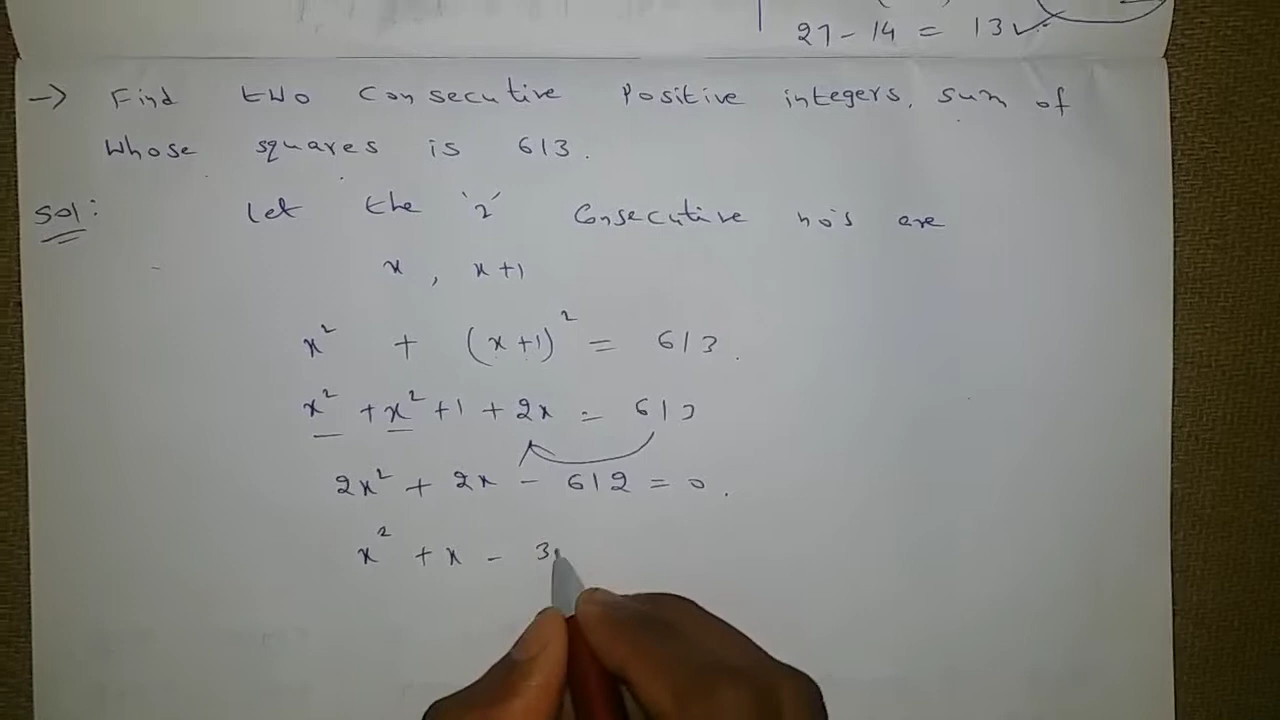 27 - 14 = 13 ✓
→ Find two consecutive positive integers, sum of
whose squares is 613.
Sol: Let the '2' consecutive no's are
x , x+1
x² + (x+1)² = 613.
x² + x² + 1 + 2x = 613
2x² + 2x - 612 = 0.
x² + x - 3